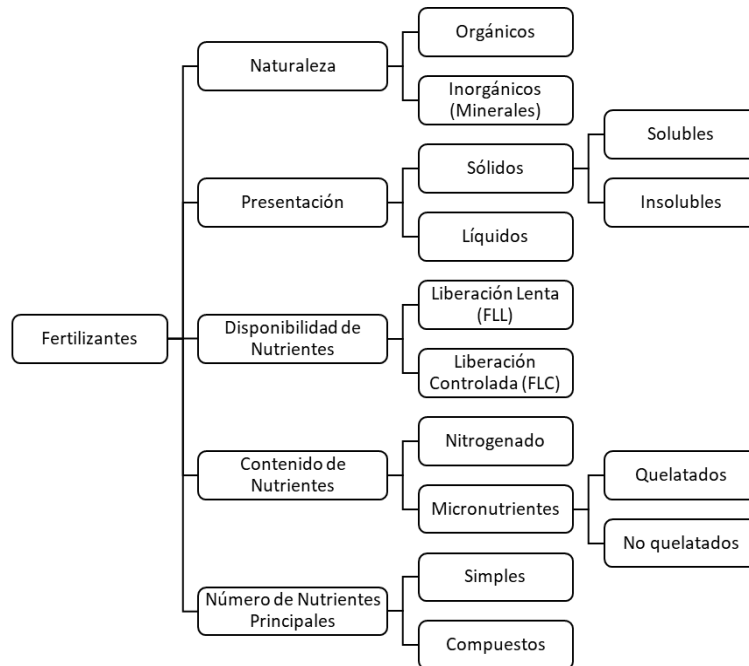 Fertilizantes
Naturaleza
Orgánicos
Inorgánicos
(Minerales)
Presentación
Sólidos
Solubles
Insolubles
Líquidos
Disponibilidad de
Nutrientes
Liberación Lenta
(FLL)
Liberación
Controlada (FLC)
Contenido de
Nutrientes
Nitrogenado
Micronutrientes
Quelatados
No quelatados
Número de Nutrientes
Principales
Simples
Compuestos